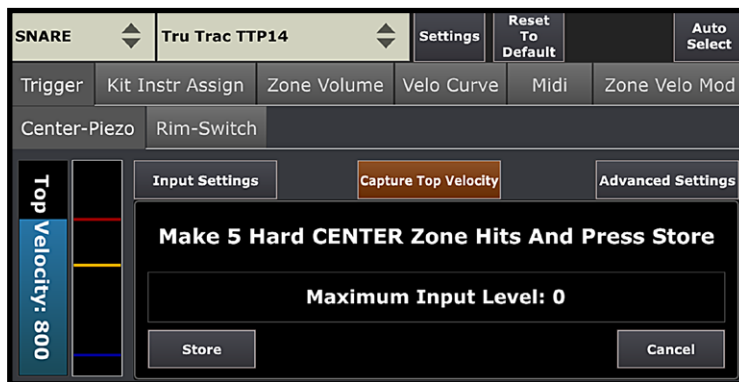 SNARE
Tru Trac TTP14
Settings
Reset
To
Default
Auto
Select
Trigger
Kit Instr Assign
Zone Volume
Velo Curve
Midi
Zone Velo Mod
Center-Piezo
Rim-Switch
Top Velocity: 800
Input Settings
Capture Top Velocity
Advanced Settings
Make 5 Hard CENTER Zone Hits And Press Store
Maximum Input Level: 0
Store
Cancel